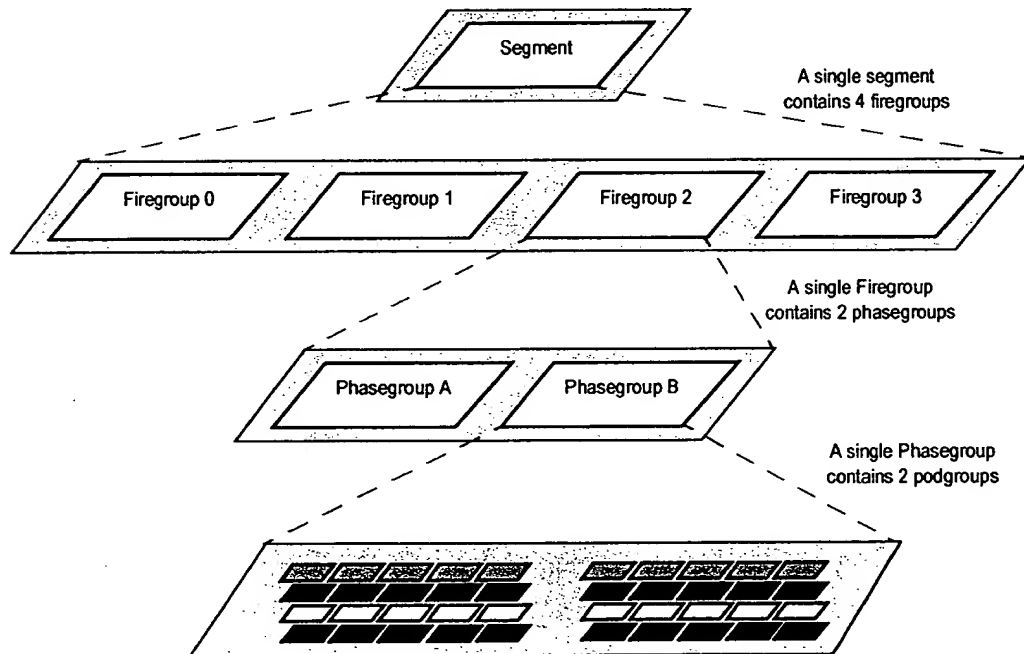 Segment
A single segment
contains 4 firegroups
Firegroup 0
Firegroup 1
Firegroup 2
Firegroup 3
A single Firegroup
contains 2 phasegroups
Phasegroup A
Phasegroup B
A single Phasegroup
contains 2 podgroups